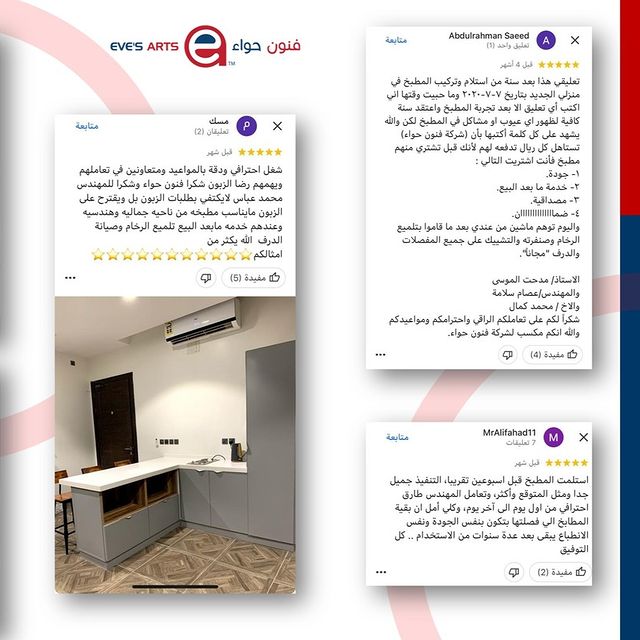 EVE'S ARTS
فنون حواء
TM
مسك
تعليقان (2)
م
متابعة
قبل شهر
شغل احترافي ودقة بالمواعيد ومتعاونين في تعاملهم
ويهمهم رضا الزبون شكرا فنون حواء وشكرا للمهندس
محمد عباس لايكتفي بطلبات الزبون بل ويقترح على
الزبون مايناسب مطبخه من ناحيه جماليه وهندسيه
وعندهم خدمه مابعد البيع تلميع الرخام وصيانة
الدرف الله يكثر من
امثالكم
مفيدة (5)
Abdulrahman Saeed
تعليق واحد (1)
A
متابعة
قبل 4 أشهر
تعليقي هذا بعد سنة من استلام وتركيب المطبخ في
منزلي الجديد بتاريخ ٧-٧-٢٠٢٠ وما حبيت وقتها اني
اكتب أي تعليق الا بعد تجربة المطبخ واعتقد سنة
كافية لظهور اي عيوب او مشاكل في المطبخ لكن والله
يشهد على كل كلمة أكتبها بأن (شركة فنون حواء)
تستاهل كل ريال تدفعه لهم لأنك قبل تشتري منهم
مطبخ فأنت اشتريت التالي :
١- جودة.
٢- خدمة ما بعد البيع.
٣- مصداقية.
٤- ضماااااااااااان.
واليوم توهم ماشين من عندي بعد ما قاموا بتلميع
الرخام وصنفرته والتشييك على جميع المفصلات
والدرف "مجاناً".
الاستاذ/ مدحت الموسى
والمهندس/عصام سلامة
والاخ / محمد كمال
شكراً لكم على تعاملكم الراقي واحترامكم ومواعيدكم
والله انكم مكسب لشركة فنون حواء.
مفيدة (4)
MrAlifahad11
7 تعليقات
M
متابعة
قبل شهر
استلمت المطبخ قبل اسبوعين تقريبا، التنفيذ جميل
جدا ومثل المتوقع وأكثر، وتعامل المهندس طارق
احترافي من اول يوم الى آخر يوم، وكلي أمل ان بقية
المطابخ الي فصلتها بتكون بنفس الجودة ونفس
الانطباع يبقى بعد عدة سنوات من الاستخدام .. كل
التوفيق
مفيدة (2)